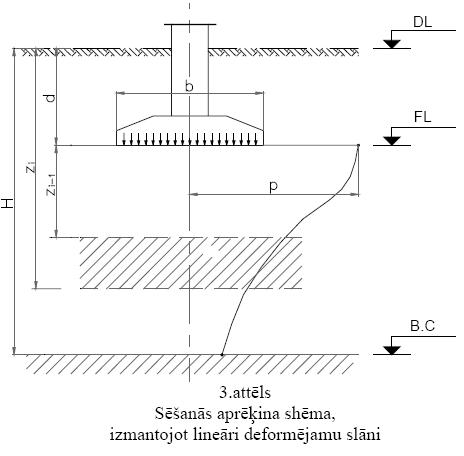 DL
b
d
FL
zi
zi-1
p
H
B.C
3.attēls
Sēšanās aprēķina shēma,
izmantojot lineāri deformējamu slāni